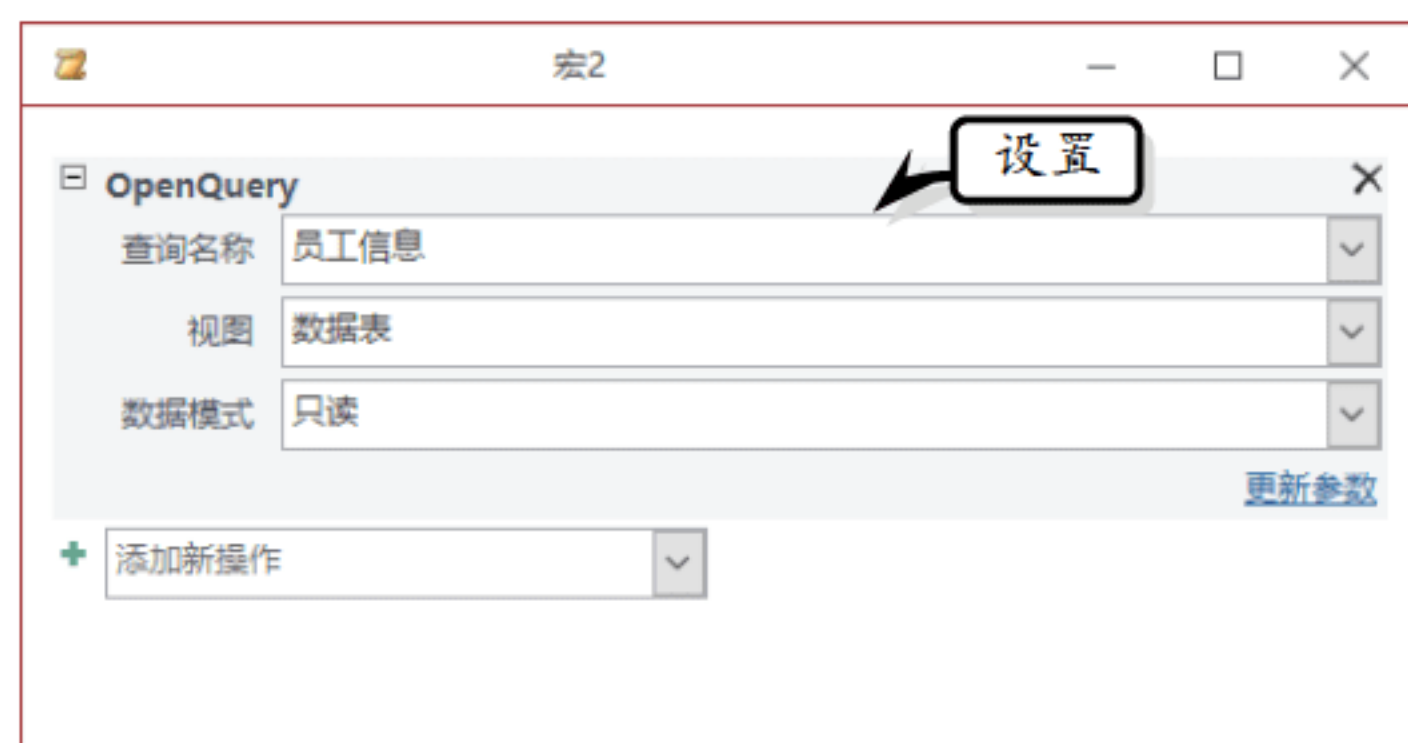 宏2
设置
OpenQuery
查询名称 员工信息
视图 数据表
数据模式 只读
更新参数
添加新操作